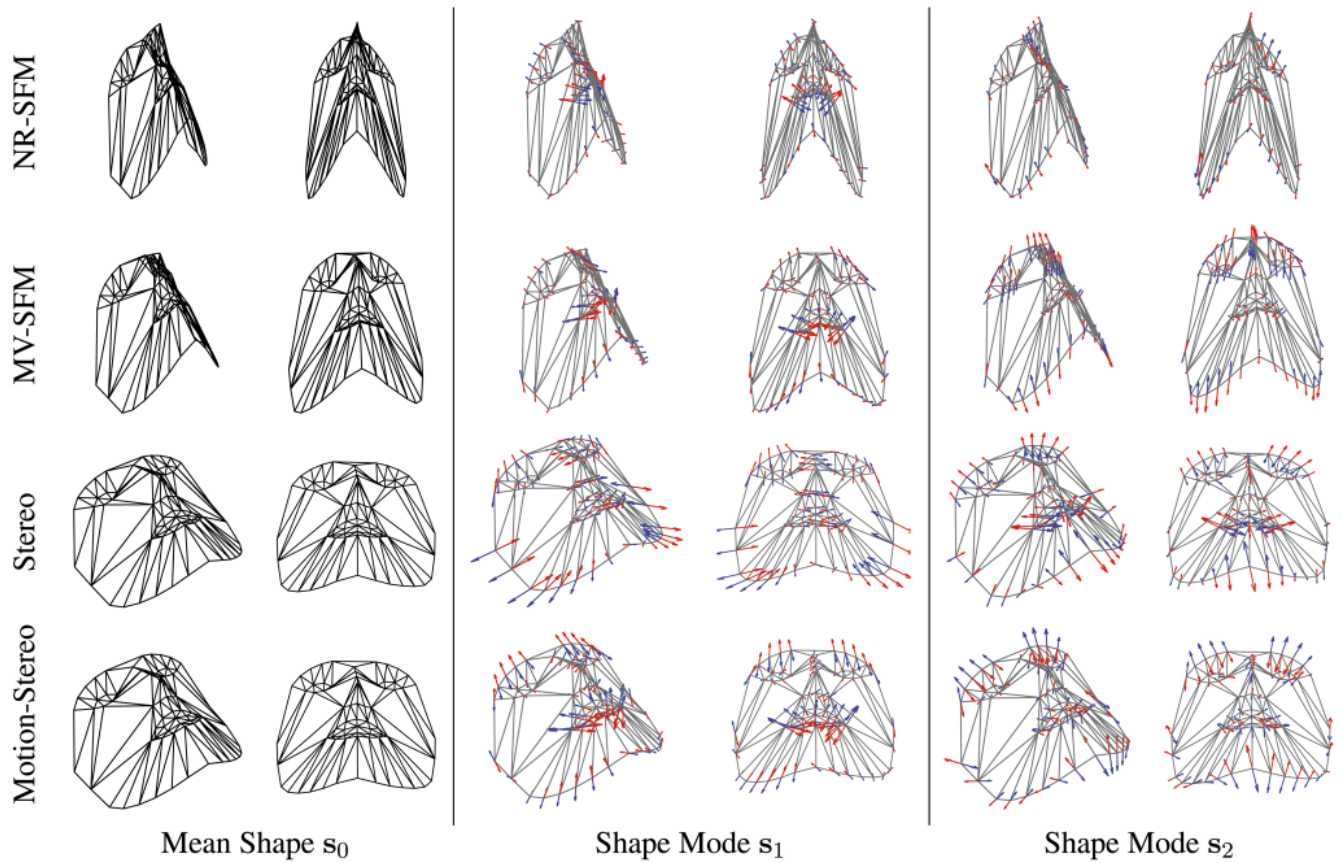 NR-SFM
MV-SFM
Stereo
Motion-Stereo
Mean Shape s₀
Shape Mode s₁
Shape Mode s₂